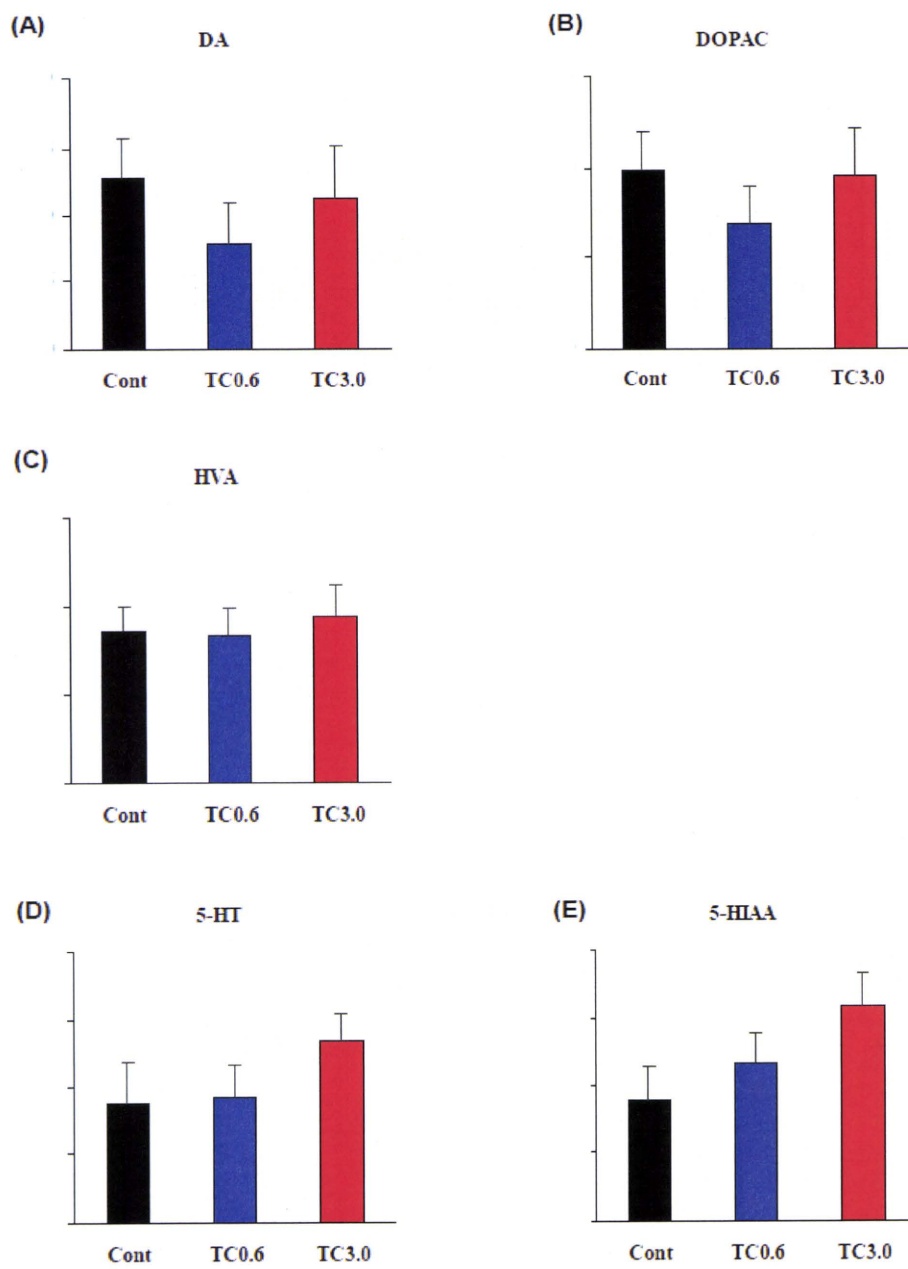 (A)
DA
Cont TC0.6 TC3.0
(B)
DOPAC
Cont TC0.6 TC3.0
(C)
HVA
Cont TC0.6 TC3.0
(D)
5-HT
Cont TC0.6 TC3.0
(E)
5-HIAA
Cont TC0.6 TC3.0